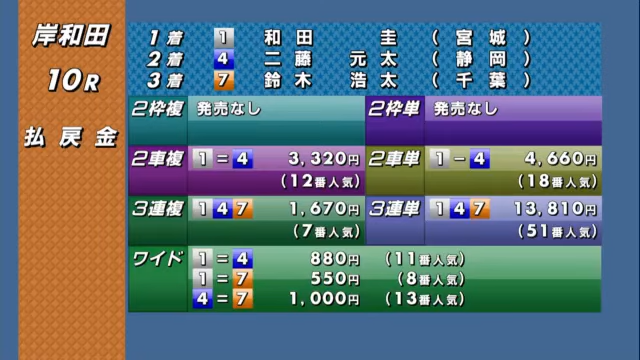 岸和田
10R
払戻金
1着 1 和田 圭 (宮城)
2着 4 二藤 元太 (静岡)
3着 7 鈴木 浩太 (千葉)
2枠複 発売なし
2枠単 発売なし
2車複 1=4 3,320円
(12番人気)
2車単 1-4 4,660円
(18番人気)
3連複 1 4 7 1,670円
(7番人気)
3連単 1 4 7 13,810円
(51番人気)
ワイド 1=4 880円 (11番人気)
1=7 550円 (8番人気)
4=7 1,000円 (13番人気)